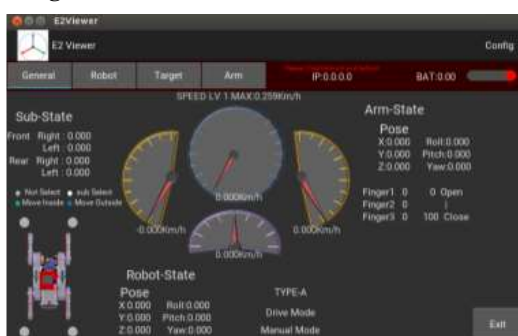 E2Viewer
E2 Viewer
Config
General Robot Target Arm
IP:0.0.0.0
BAT:0.00
SPEED LV 1 MAX:0.259Km/h
Sub-State
Front Right : 0.000
Left : 0.000
Rear Right : 0.000
Left : 0.000
Not Select sub Select
Move Inside Move Outside
0.000Km/h
-0.000Km/h
0.000Km/h
0.000Km/h
Arm-State
Pose
X:0.000 Roll:0.000
Y:0.000 Pitch:0.000
Z:0.000 Yaw:0.000
Finger1 0 0 Open
Finger2 0 |
Finger3 0 100 Close
Robot-State
Pose
X:0.000 Roll:0.000
Y:0.000 Pitch:0.000
Z:0.000 Yaw:0.000
TYPE-A
Drive Mode
Manual Mode
Exit